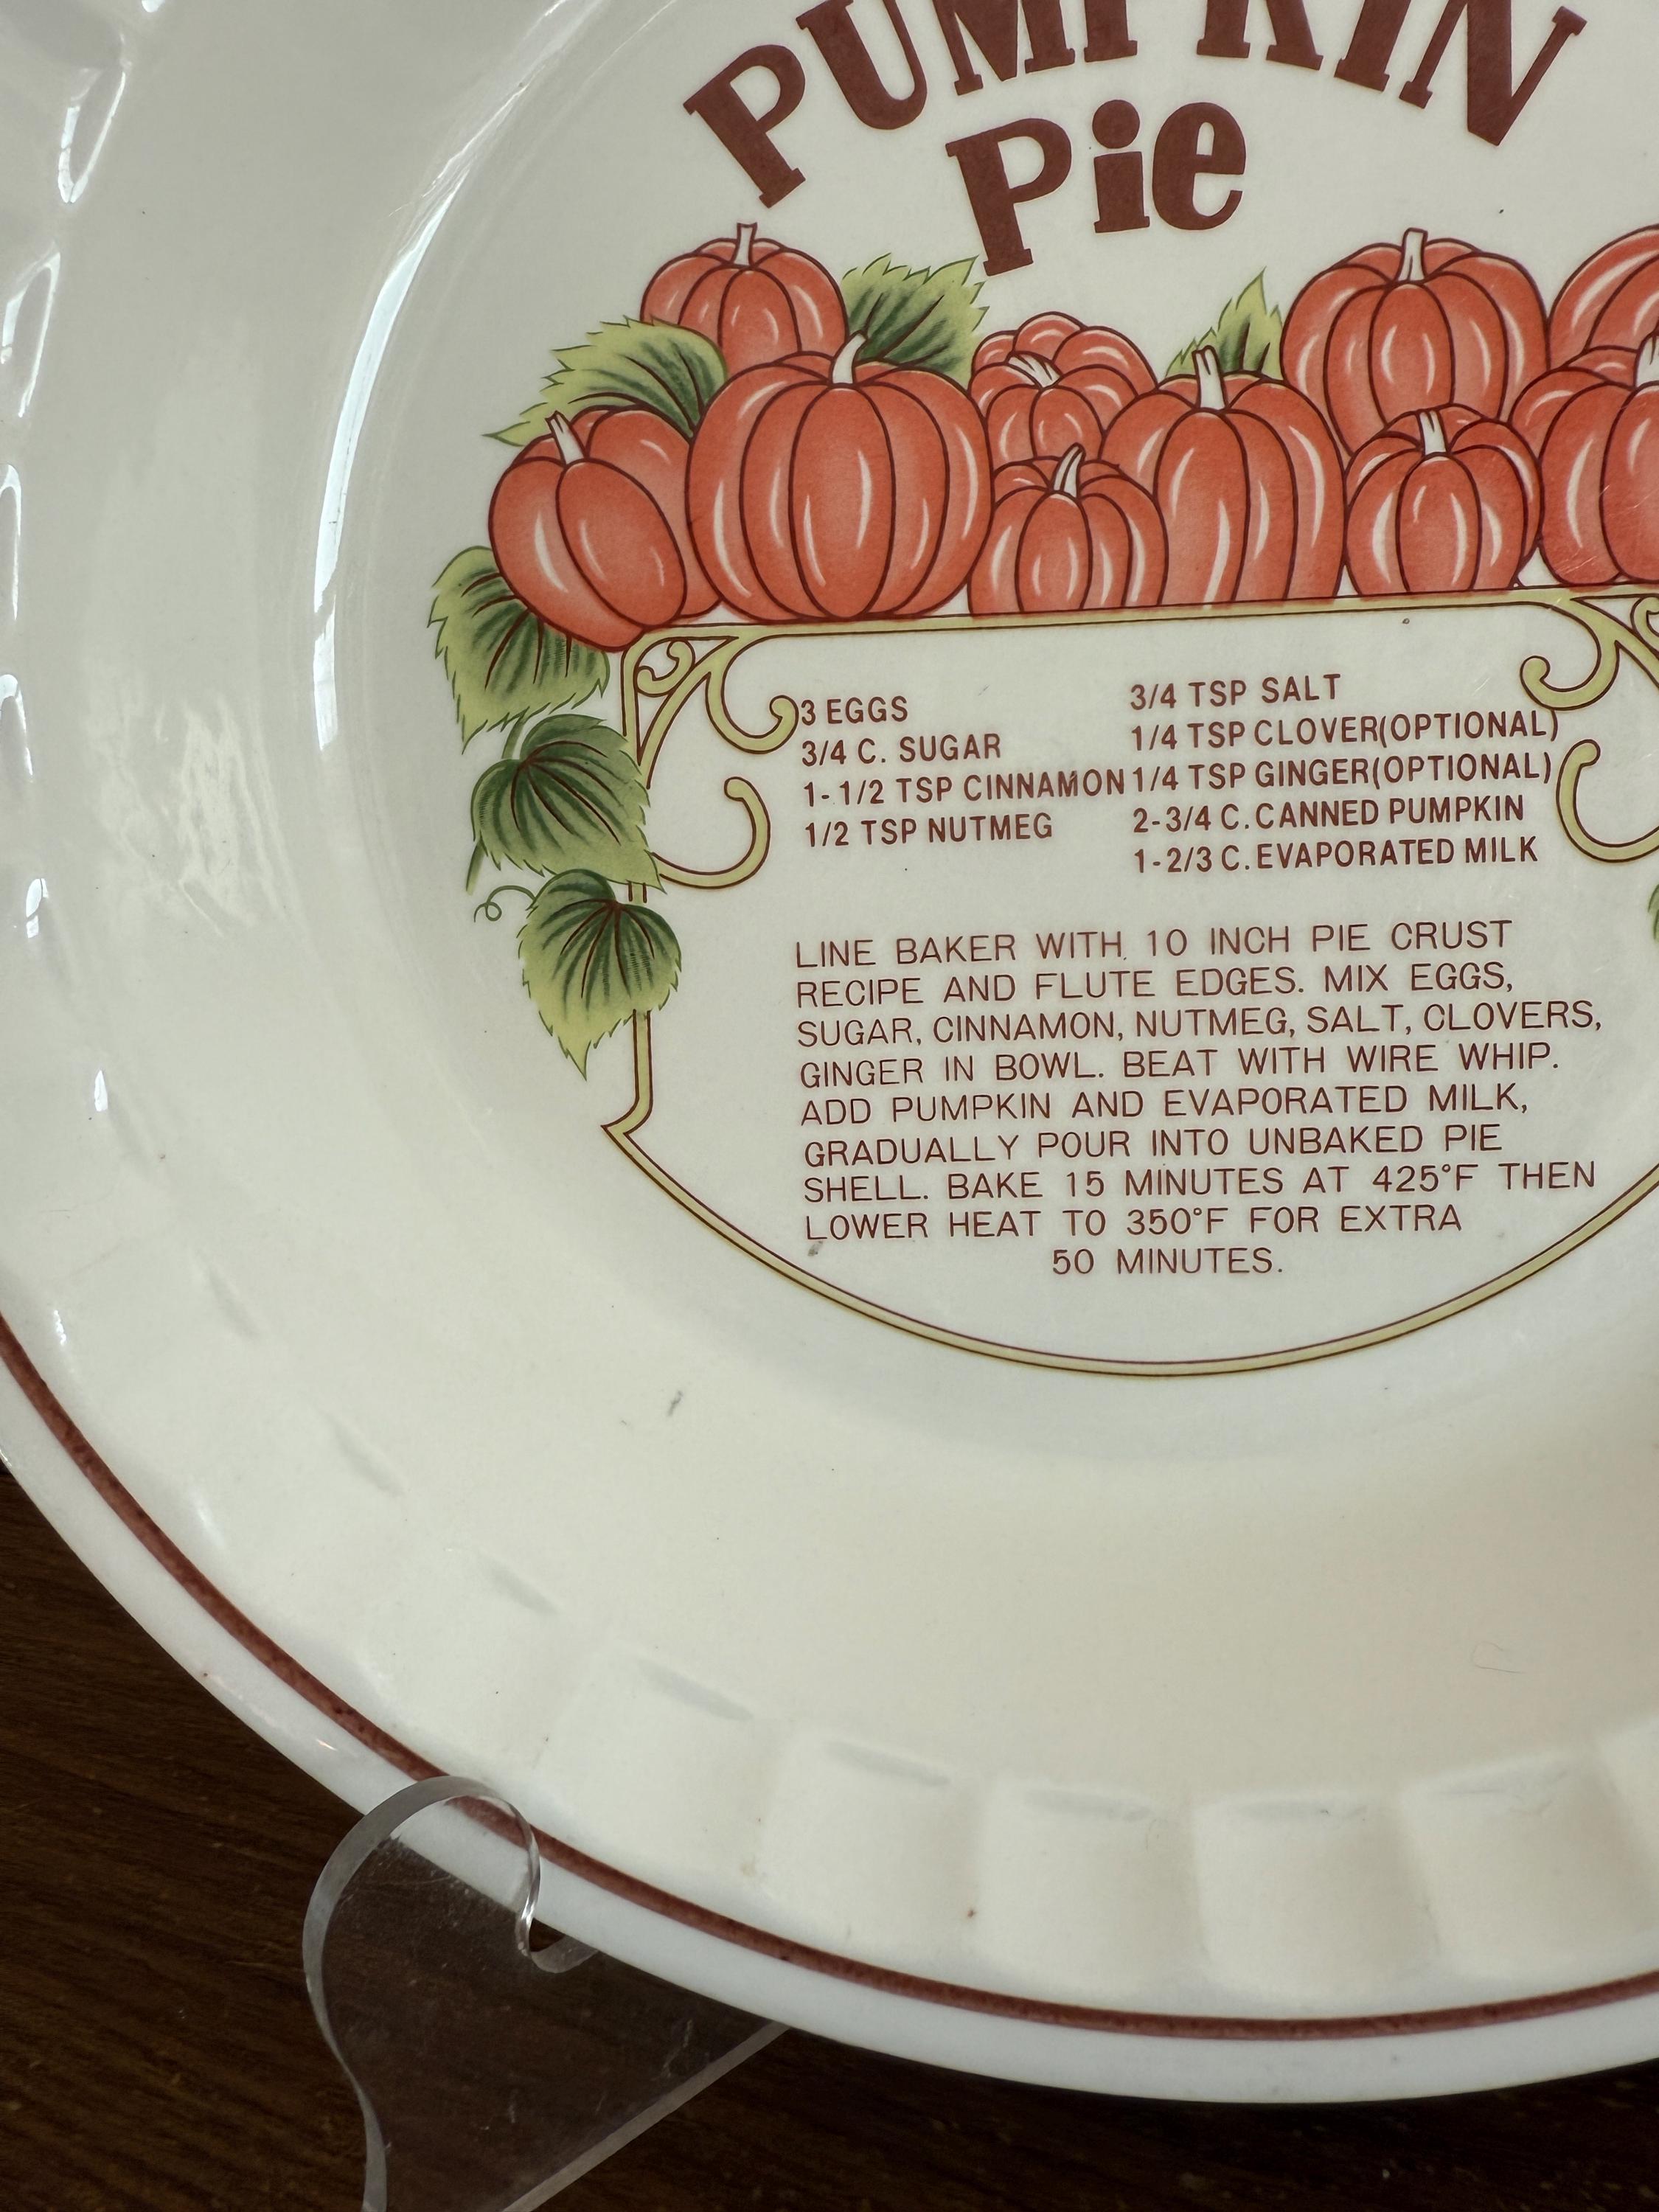 PUMPKIN
Pie
3 EGGS
3/4 C. SUGAR
1-1/2 TSP CINNAMON
1/2 TSP NUTMEG
3/4 TSP SALT
1/4 TSP CLOVER(OPTIONAL)
1/4 TSP GINGER(OPTIONAL)
2-3/4 C. CANNED PUMPKIN
1-2/3 C. EVAPORATED MILK
LINE BAKER WITH 10 INCH PIE CRUST
RECIPE AND FLUTE EDGES. MIX EGGS,
SUGAR, CINNAMON, NUTMEG, SALT, CLOVERS,
GINGER IN BOWL. BEAT WITH WIRE WHIP.
ADD PUMPKIN AND EVAPORATED MILK,
GRADUALLY POUR INTO UNBAKED PIE
SHELL. BAKE 15 MINUTES AT 425°F THEN
LOWER HEAT TO 350°F FOR EXTRA
50 MINUTES.